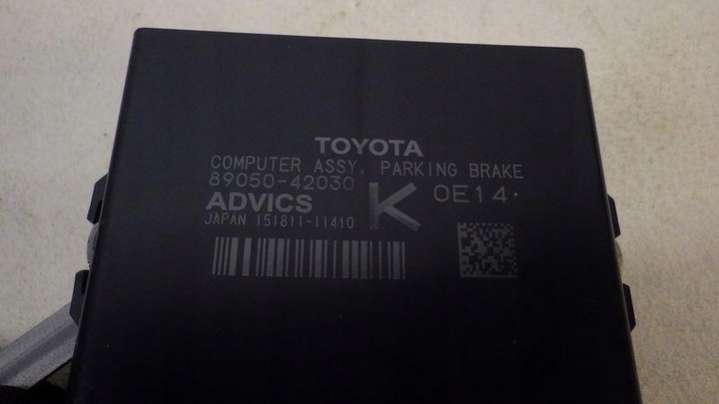 TOYOTA
COMPUTER ASSY, PARKING BRAKE
89050-42030
ADVICS K 0E14
JAPAN 151811-11410